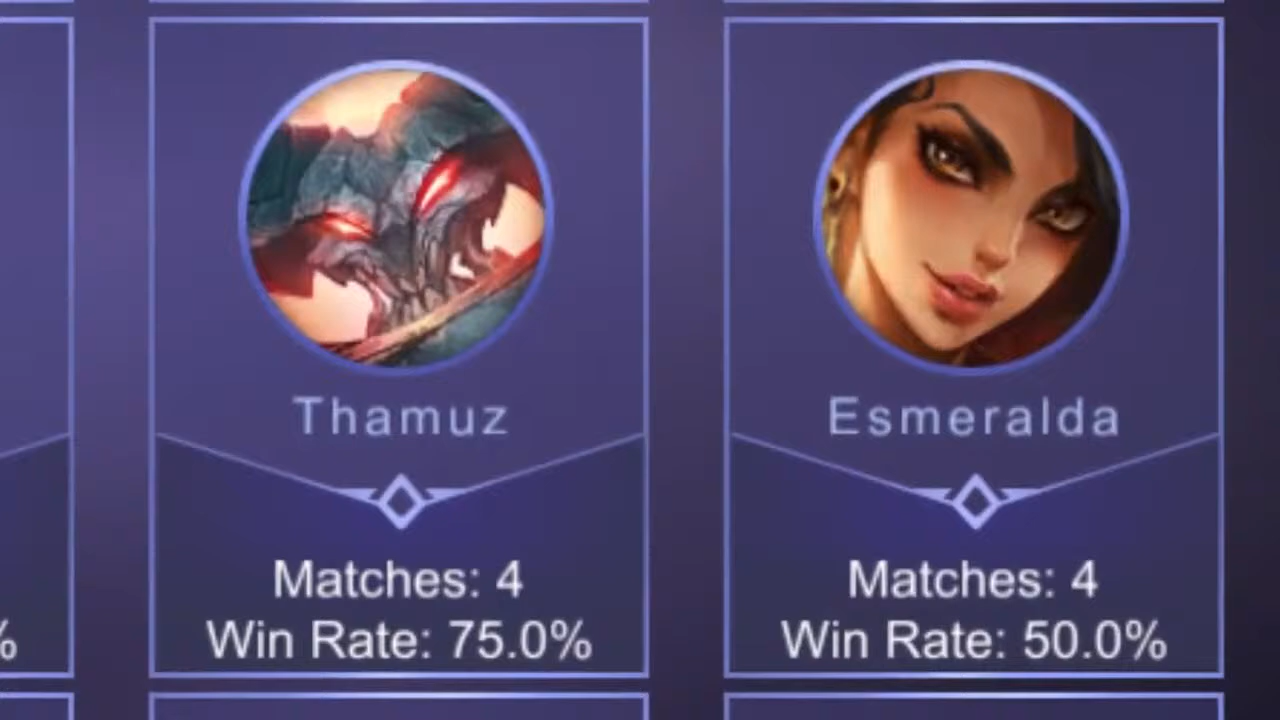 Thamuz
Esmeralda
Matches: 4
Win Rate: 75.0%
Matches: 4
Win Rate: 50.0%
%